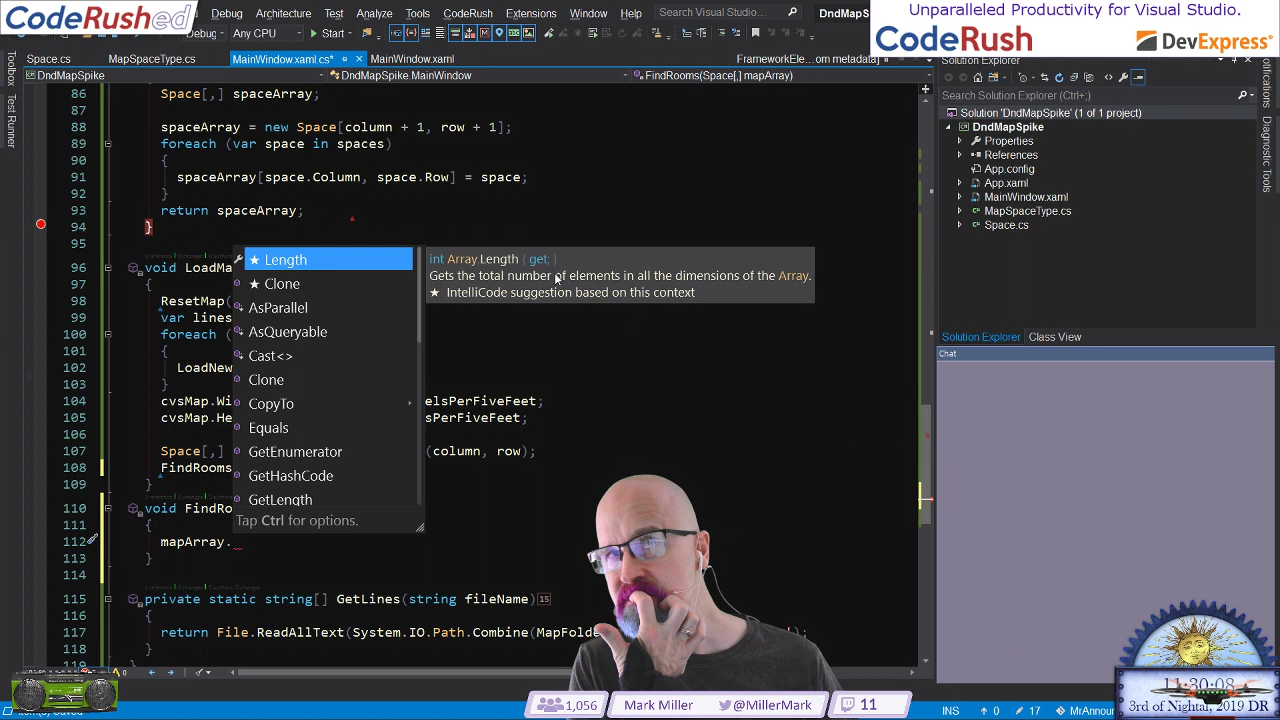 CodeRushed
Debug Architecture Test Analyze Tools CodeRush Window Help
Search Visual Studio...
DndMapSpike
Debug Any CPU Start
Unparalleled Productivity for Visual Studio.
CodeRush DevExpress®
Toolbox
Test Runner
Space.cs MapSpaceType.cs MainWindow.xaml.cs* MainWindow.xaml FrameworkEle...om metadata]
DndMapSpike DndMapSpike MainWindow FindRooms(Space[,] mapArray)
86 Space[,] spaceArray;
87
88 spaceArray = new Space[column + 1, row + 1];
89 foreach (var space in spaces)
90 {
91 spaceArray[space.Column, space.Row] = space;
92 }
93 return spaceArray;
94 }
95
96 void LoadMa
97 {
98 ResetMap(
99 var lines
100 foreach (
101 {
102 LoadNew
103 }
104 cvsMap.Wi elsPerFiveFeet;
105 cvsMap.He lsPerFiveFeet;
106
107 Space[,] (column, row);
108 FindRooms
109 }
110 void FindRo
111 {
112 mapArray.
113 }
114
115 private static string[] GetLines(string fileName) 15
116 {
117 return File.ReadAllText(System.IO.Path.Combine(MapFolde
118 }
★ Length
★ Clone
AsParallel
AsQueryable
Cast<>
Clone
CopyTo
Equals
GetEnumerator
GetHashCode
GetLength
Tap Ctrl for options.
int Array.Length { get; }
Gets the total number of elements in all the dimensions of the Array.
★ IntelliCode suggestion based on this context
Solution Explorer
Search Solution Explorer (Ctrl+;)
Solution 'DndMapSpike' (1 of 1 project)
DndMapSpike
Properties
References
App.config
App.xaml
MainWindow.xaml
MapSpaceType.cs
Space.cs
Solution Explorer Class View
Chat
Notifications
Diagnostic Tools
0
1,056 Mark Miller @MillerMark 11
INS 0 17 MrAnnou
11:30:08
3rd of Nightal, 2019 DR